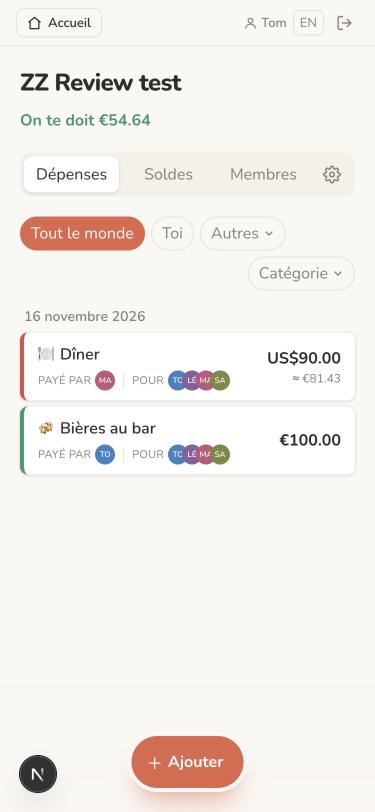 Accueil Tom EN
ZZ Review test
On te doit €54.64
Dépenses Soldes Membres
Tout le monde Toi Autres
Catégorie
16 novembre 2026
Dîner US$90.00
PAYÉ PAR MA POUR TO LÉ MA SA ≈ €81.43
Bières au bar €100.00
PAYÉ PAR TO POUR TO LÉ MA SA
+ Ajouter
N